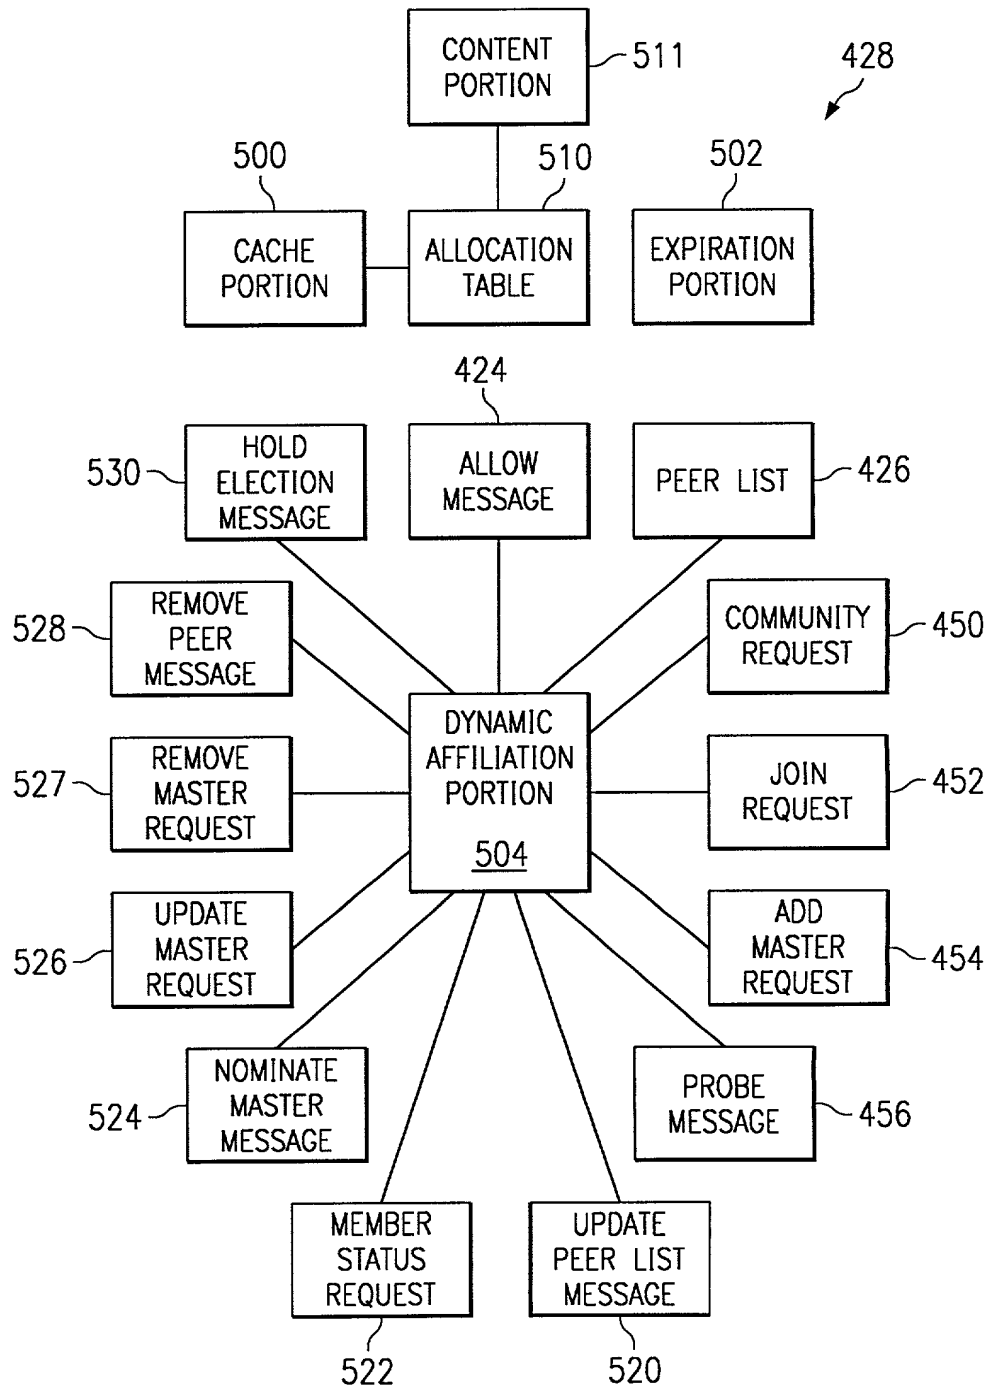 CONTENT
PORTION
511
428
500
510
502
CACHE
PORTION
ALLOCATION
TABLE
EXPIRATION
PORTION
424
530
HOLD
ELECTION
MESSAGE
ALLOW
MESSAGE
PEER LIST
426
528
REMOVE
PEER
MESSAGE
COMMUNITY
REQUEST
450
DYNAMIC
AFFILIATION
PORTION
504
527
REMOVE
MASTER
REQUEST
JOIN
REQUEST
452
526
UPDATE
MASTER
REQUEST
ADD
MASTER
REQUEST
454
524
NOMINATE
MASTER
MESSAGE
PROBE
MESSAGE
456
MEMBER
STATUS
REQUEST
522
UPDATE
PEER LIST
MESSAGE
520